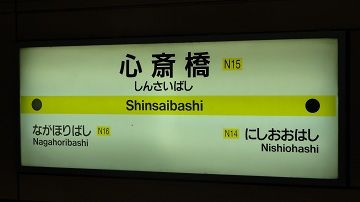 心斎橋 N15
しんさいばし
Shinsaibashi
ながほりばし N16
Nagahoribashi
N14 にしおおはし
Nishiohashi